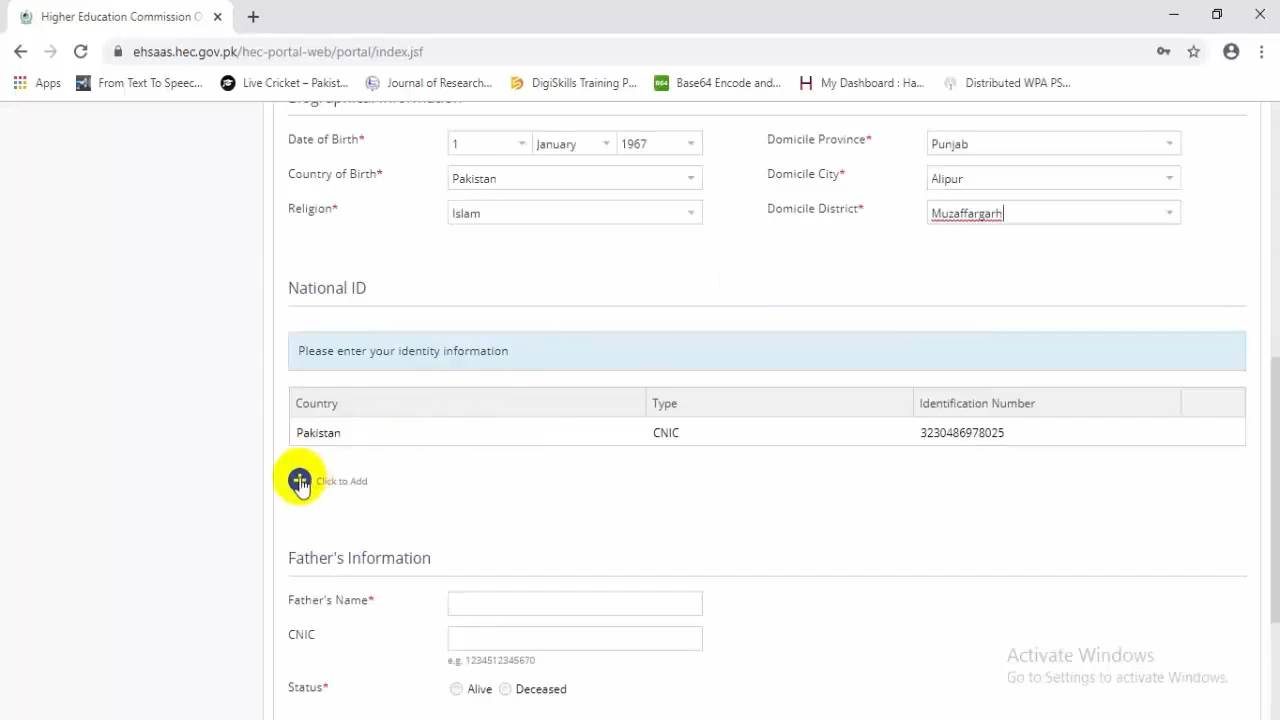 Higher Education Commission O
ehsaas.hec.gov.pk/hec-portal-web/portal/index.jsf
Apps From Text To Speec... Live Cricket – Pakist... Journal of Research... DigiSkills Training P... B64 Base64 Encode and... H My Dashboard : Ha... Distributed WPA PS...
Biographical Information
Date of Birth* 1 January 1967 Domicile Province* Punjab
Country of Birth* Pakistan Domicile City* Alipur
Religion* Islam Domicile District* Muzaffargarh
National ID
Please enter your identity information
Country Type Identification Number
Pakistan CNIC 3230486978025
Click to Add
Father's Information
Father's Name*
CNIC
e.g. 1234512345670
Status* Alive Deceased
Activate Windows
Go to Settings to activate Windows.